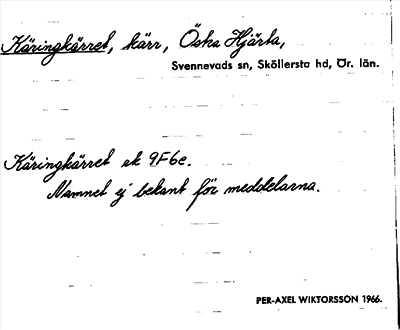 Käringkärret, kärr, Östra Hjärta,
Svennevads sn, Sköllersta hd, Ör. län.
Käringkärret ek 9F6e.
Namnet ej bekant för meddelarna.
PER-AXEL WIKTORSSON 1966.